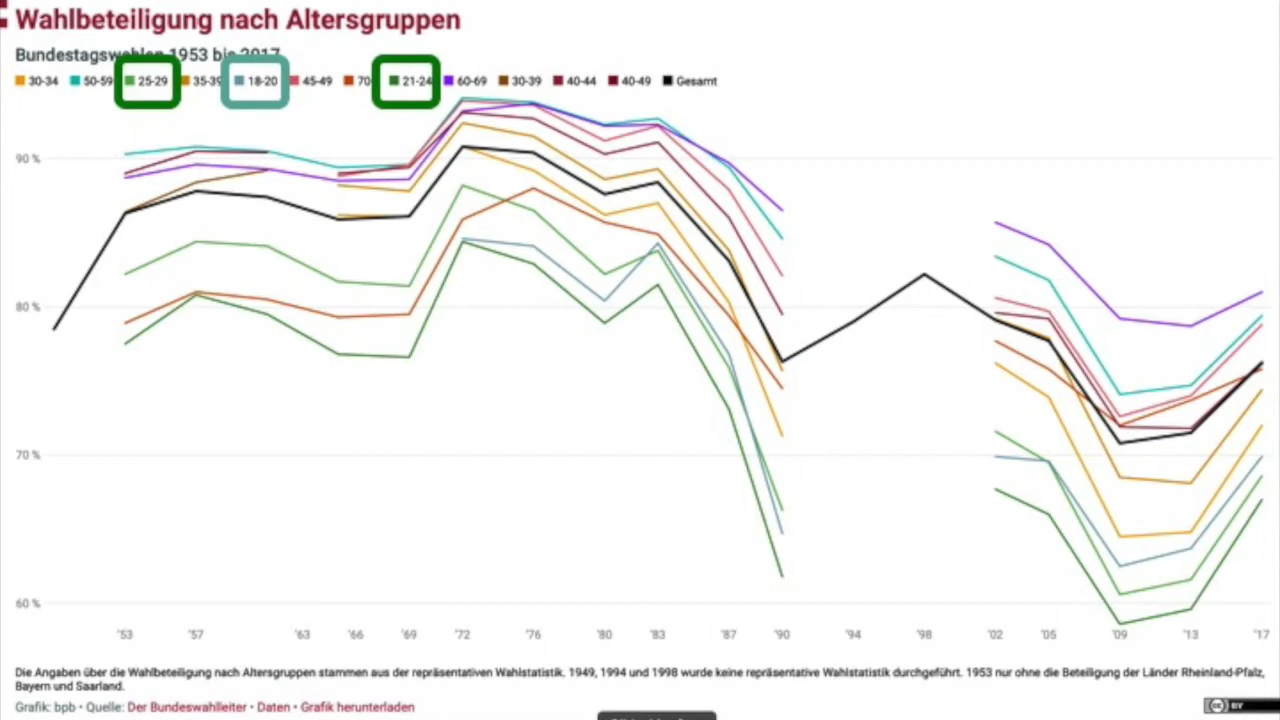 Wahlbeteiligung nach Altersgruppen
Bundestagswahlen 1953 bis 2017
30-34 50-59 25-29 35-39 18-20 45-49 70 21-24 60-69 30-39 40-44 40-49 Gesamt
90 %
80 %
70 %
60 %
'53 '57 '63 '66 '69 '72 '76 '80 '83 '87 '90 '94 '98 '02 '05 '09 '13 '17
Die Angaben über die Wahlbeteiligung nach Altersgruppen stammen aus der repräsentativen Wahlstatistik. 1949, 1994 und 1998 wurde keine repräsentative Wahlstatistik durchgeführt. 1953 nur ohne die Beteiligung der Länder Rheinland-Pfalz,
Bayern und Saarland.
Grafik: bpb • Quelle: Der Bundeswahlleiter • Daten • Grafik herunterladen
cc BY